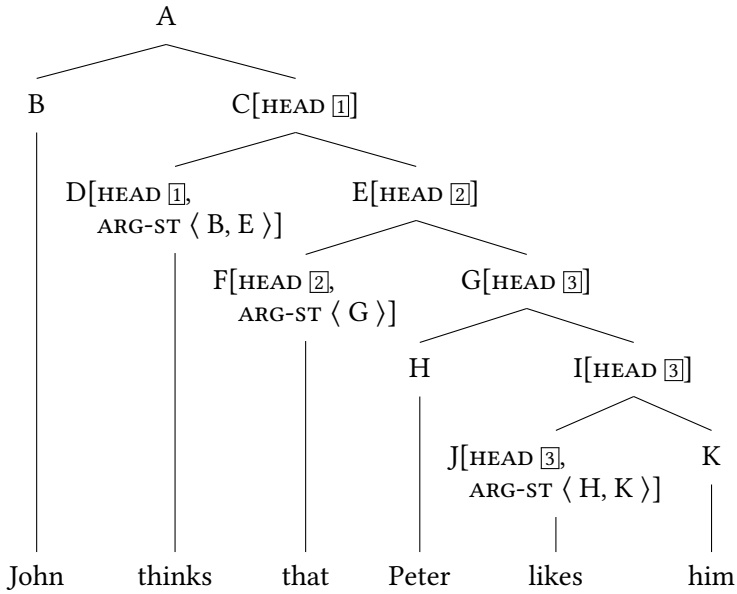 A
B C[HEAD 1]
D[HEAD 1, E[HEAD 2]
ARG-ST ⟨ B, E ⟩]
F[HEAD 2, G[HEAD 3]
ARG-ST ⟨ G ⟩]
H I[HEAD 3]
J[HEAD 3, K
ARG-ST ⟨ H, K ⟩]
John thinks that Peter likes him